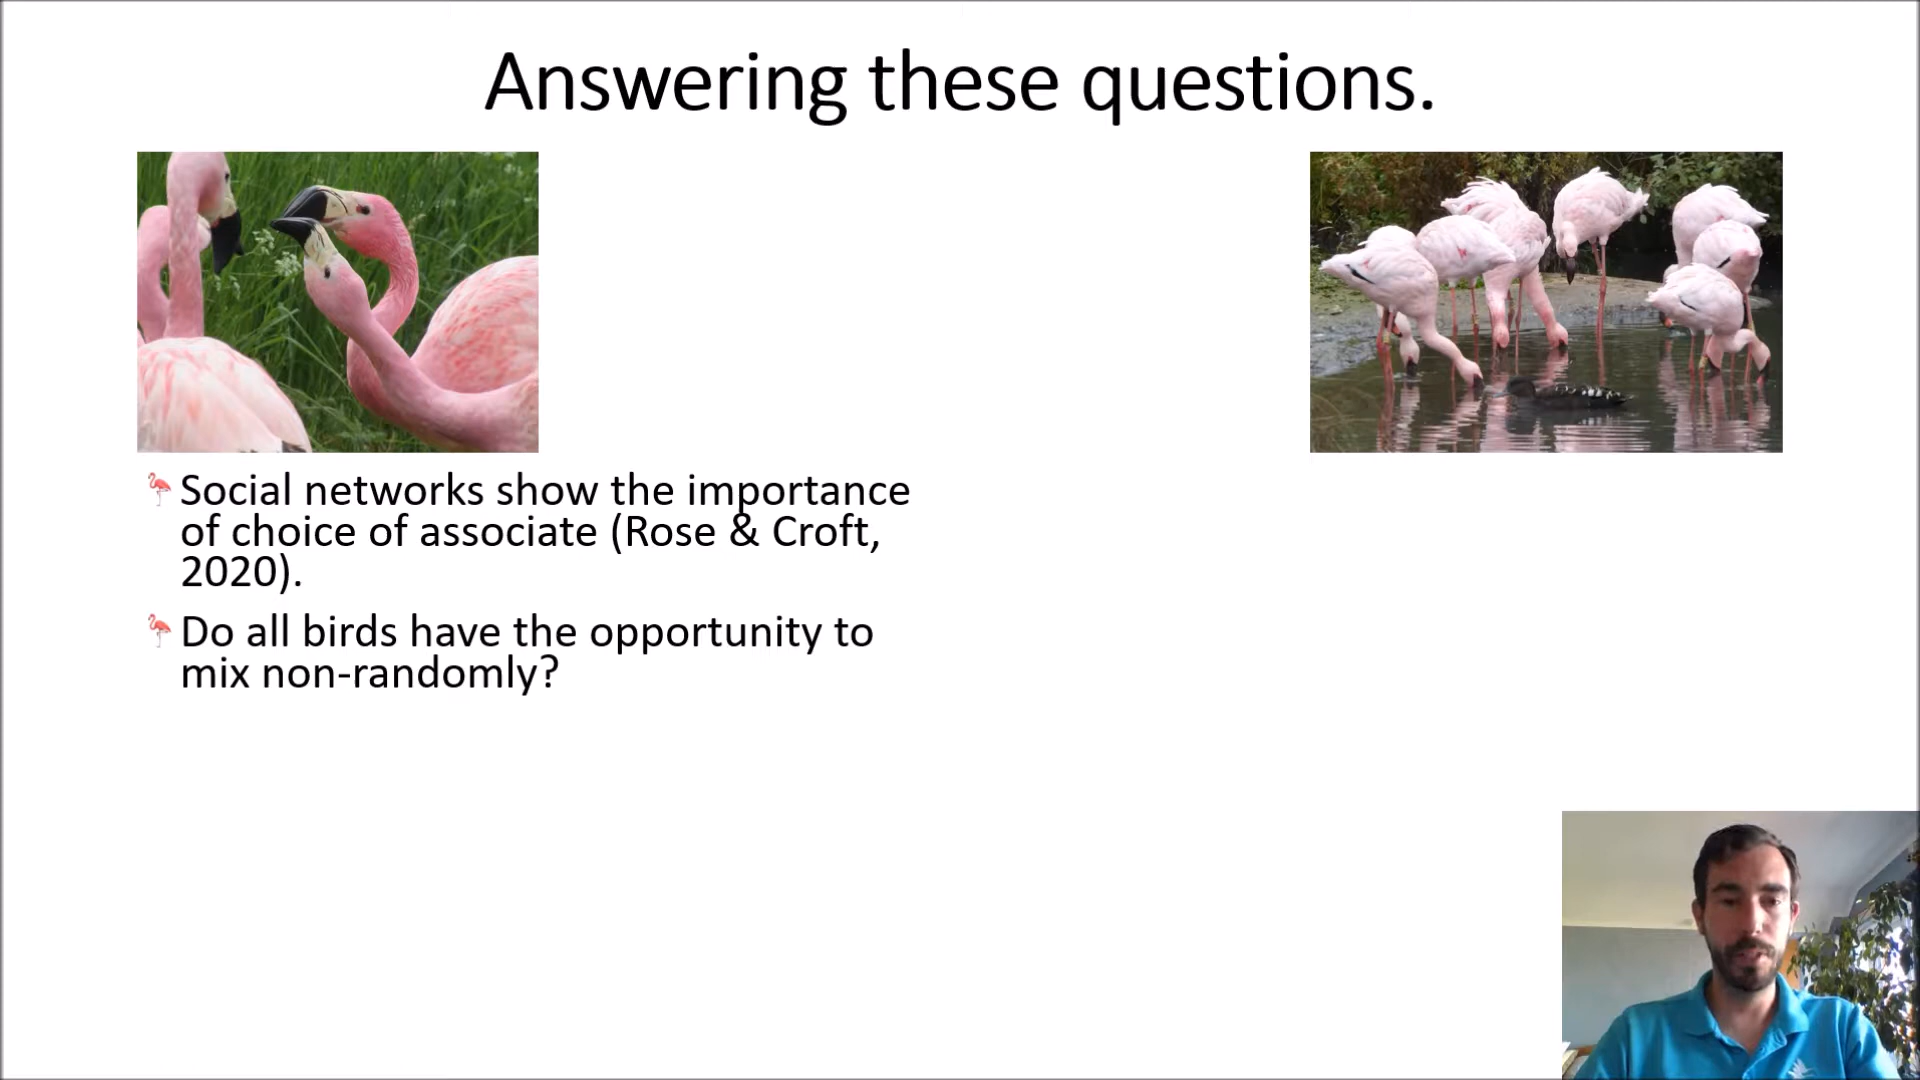 Answering these questions.
Social networks show the importance
of choice of associate (Rose & Croft,
2020).
Do all birds have the opportunity to
mix non-randomly?